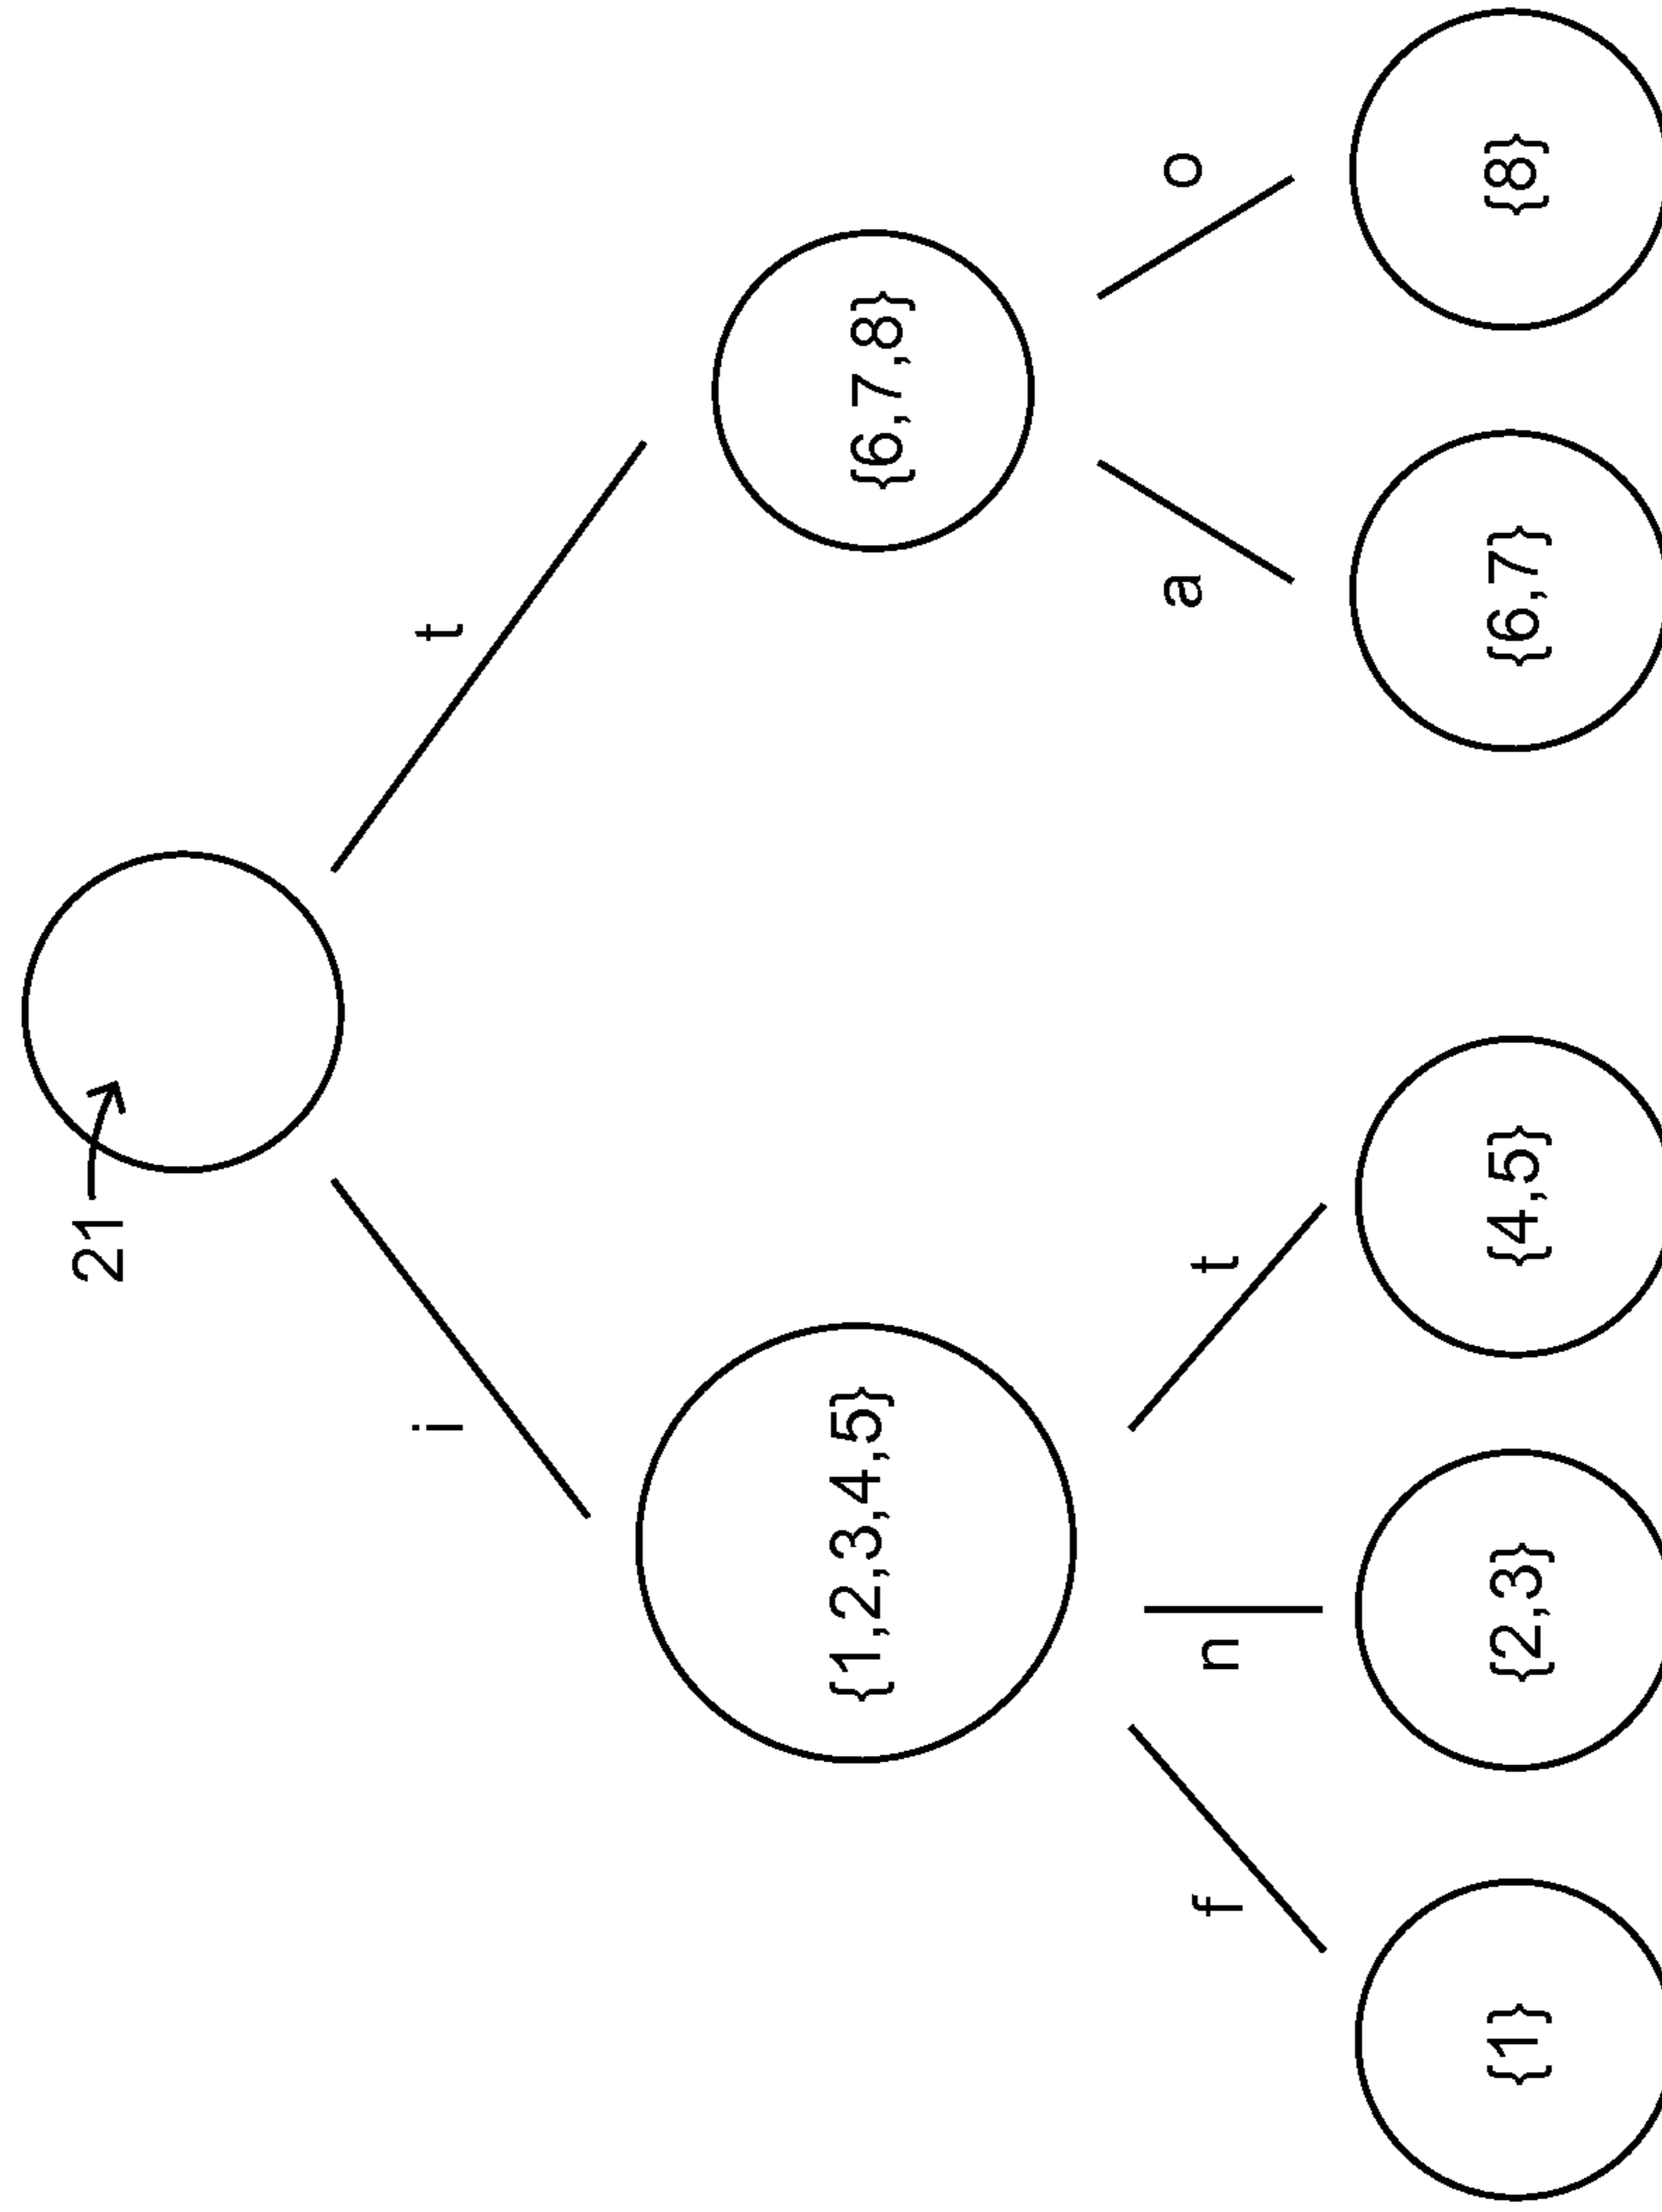 21
i
t
{1,2,3,4,5}
{6,7,8}
f
n
t
a
o
{1}
{2,3}
{4,5}
{6,7}
{8}